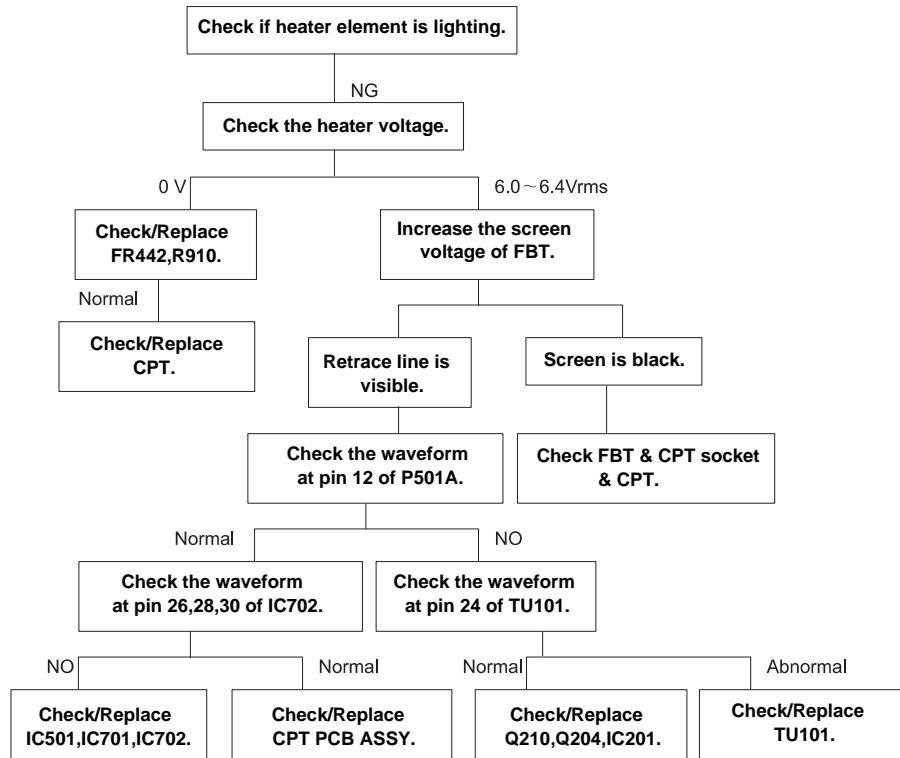 Check if heater element is lighting.
NG
Check the heater voltage.
0 V
6.0～6.4Vrms
Check/Replace
FR442,R910.
Increase the screen
voltage of FBT.
Normal
Check/Replace
CPT.
Retrace line is
visible.
Screen is black.
Check the waveform
at pin 12 of P501A.
Check FBT & CPT socket
& CPT.
Normal
NO
Check the waveform
at pin 26,28,30 of IC702.
Check the waveform
at pin 24 of TU101.
NO
Normal
Normal
Abnormal
Check/Replace
IC501,IC701,IC702.
Check/Replace
CPT PCB ASSY.
Check/Replace
Q210,Q204,IC201.
Check/Replace
TU101.